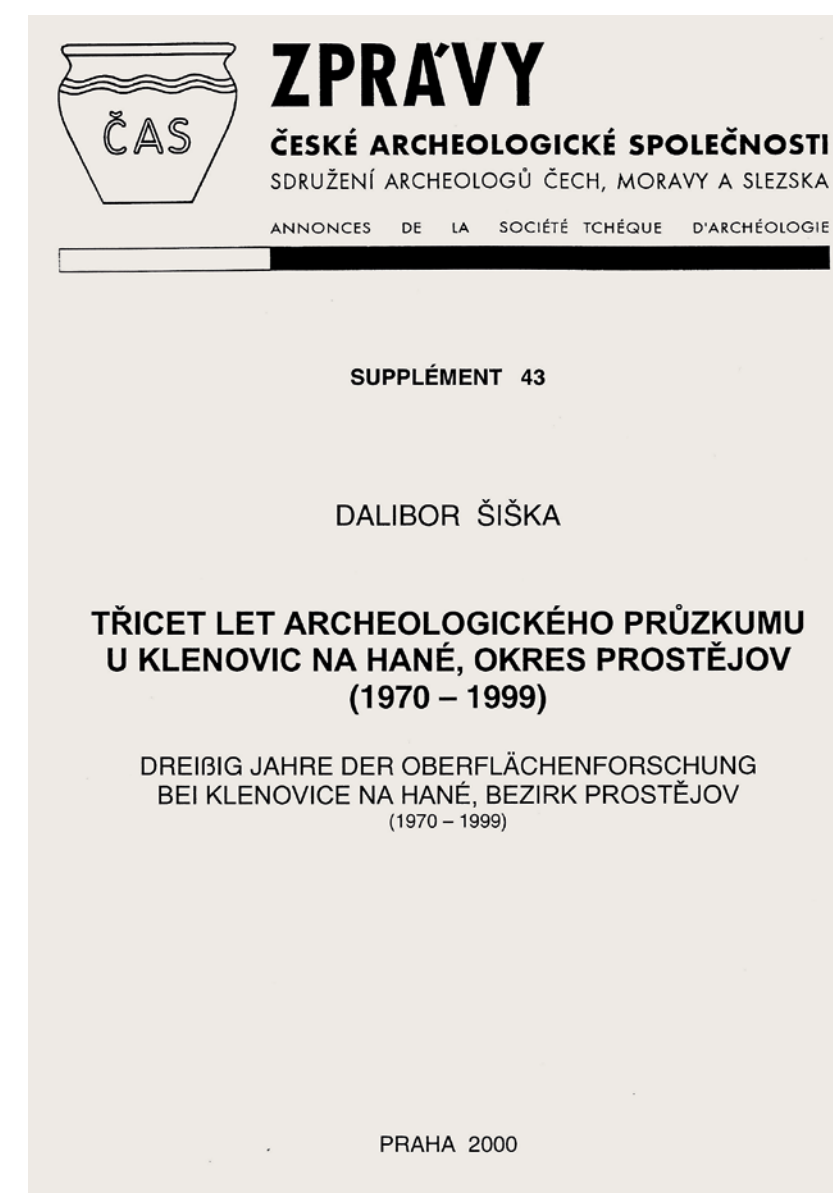 ČAS
ZPRÁVY
ČESKÉ ARCHEOLOGICKÉ SPOLEČNOSTI
SDRUŽENÍ ARCHEOLOGŮ ČECH, MORAVY A SLEZSKA
ANNONCES DE LA SOCIÉTÉ TCHÉQUE D'ARCHÉOLOGIE
SUPPLÉMENT 43
DALIBOR ŠIŠKA
TŘICET LET ARCHEOLOGICKÉHO PRŮZKUMU
U KLENOVIC NA HANÉ, OKRES PROSTĚJOV
(1970 – 1999)
DREIßIG JAHRE DER OBERFLÄCHENFORSCHUNG
BEI KLENOVICE NA HANÉ, BEZIRK PROSTĚJOV
(1970 – 1999)
PRAHA 2000